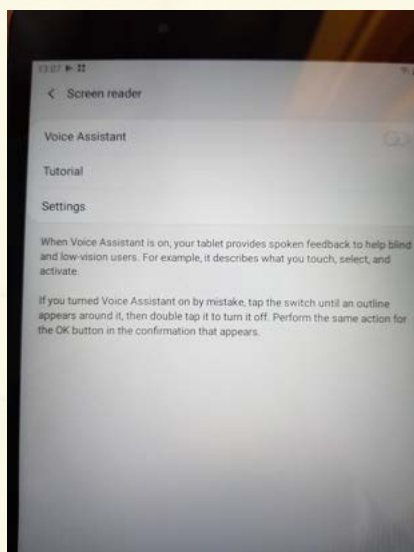 13:07
Screen reader
Voice Assistant
Tutorial
Settings
When Voice Assistant is on, your tablet provides spoken feedback to help blind
and low-vision users. For example, it describes what you touch, select, and
activate.
If you turned Voice Assistant on by mistake, tap the switch until an outline
appears around it, then double tap it to turn it off. Perform the same action for
the OK button in the confirmation that appears.